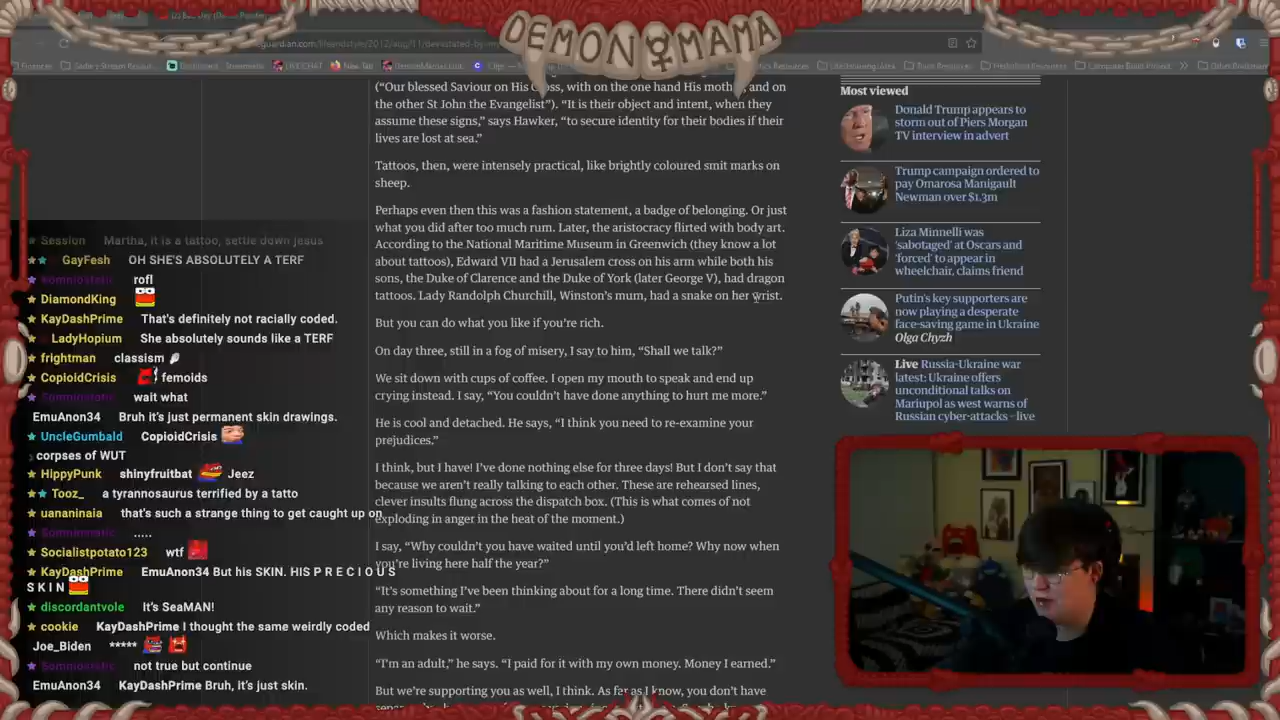 DEMON MAMA
("Our blessed Saviour on His Cross, with on the one hand His mother, and on
the other St John the Evangelist"). "It is their object and intent, when they
assume these signs," says Hawker, "to secure identity for their bodies if their
lives are lost at sea."
Tattoos, then, were intensely practical, like brightly coloured smit marks on
sheep.
Perhaps even then this was a fashion statement, a badge of belonging. Or just
what you did after too much rum. Later, the aristocracy flirted with body art.
According to the National Maritime Museum in Greenwich (they know a lot
about tattoos), Edward VII had a Jerusalem cross on his arm while both his
sons, the Duke of Clarence and the Duke of York (later George V), had dragon
tattoos. Lady Randolph Churchill, Winston's mum, had a snake on her wrist.
But you can do what you like if you're rich.
On day three, still in a fog of misery, I say to him, "Shall we talk?"
We sit down with cups of coffee. I open my mouth to speak and end up
crying instead. I say, "You couldn't have done anything to hurt me more."
He is cool and detached. He says, "I think you need to re-examine your
prejudices."
I think, but I have! I've done nothing else for three days! But I don't say that
because we aren't really talking to each other. These are rehearsed lines,
clever insults flung across the dispatch box. (This is what comes of not
exploding in anger in the heat of the moment.)
I say, "Why couldn't you have waited until you'd left home? Why now when
you're living here half the year?"
"It's something I've been thinking about for a long time. There didn't seem
any reason to wait."
Which makes it worse.
"I'm an adult," he says. "I paid for it with my own money. Money I earned."
But we're supporting you as well, I think. As far as I know, you don't have
Most viewed
Donald Trump appears to
storm out of Piers Morgan
TV interview in advert
Trump campaign ordered to
pay Omarosa Manigault
Newman over $1.3m
Liza Minnelli was
'sabotaged' at Oscars and
'forced' to appear in
wheelchair, claims friend
Putin's key supporters are
now playing a desperate
face-saving game in Ukraine
Olga Chyzh
Live Russia-Ukraine war
latest: Ukraine offers
unconditional talks on
Mariupol as west warns of
Russian cyber-attacks - live
Session Martha, it is a tattoo, settle down jesus
GayFesh OH SHE'S ABSOLUTELY A TERF
rofl
DiamondKing
KayDashPrime That's definitely not racially coded.
LadyHopium She absolutely sounds like a TERF
frightman classism
CopioidCrisis femoids
wait what
EmuAnon34 Bruh it's just permanent skin drawings.
UncleGumbald CopioidCrisis
corpses of WUT
HippyPunk shinyfruitbat Jeez
Tooz_ a tyrannosaurus terrified by a tatto
uananinaia that's such a strange thing to get caught up on
.....
Socialistpotato123 wtf
KayDashPrime EmuAnon34 But his SKIN. HIS P R E C I O U S
S K I N
discordantvole It's SeaMAN!
cookie KayDashPrime I thought the same weirdly coded
Joe_Biden *****
not true but continue
EmuAnon34 KayDashPrime Bruh, it's just skin.